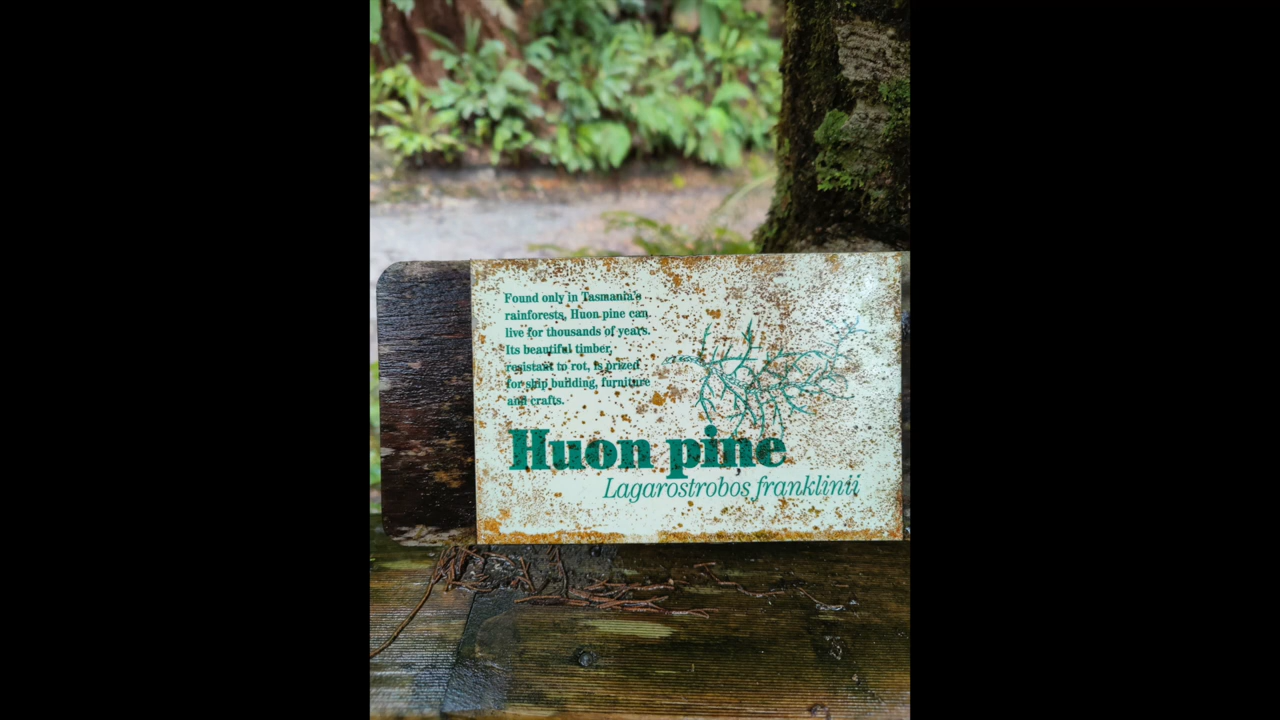 Found only in Tasmania's
rainforests, Huon pine can
live for thousands of years.
Its beautiful timber,
resistant to rot, is prized
for ship building, furniture
and crafts.
Huon pine
Lagarostrobos franklinii